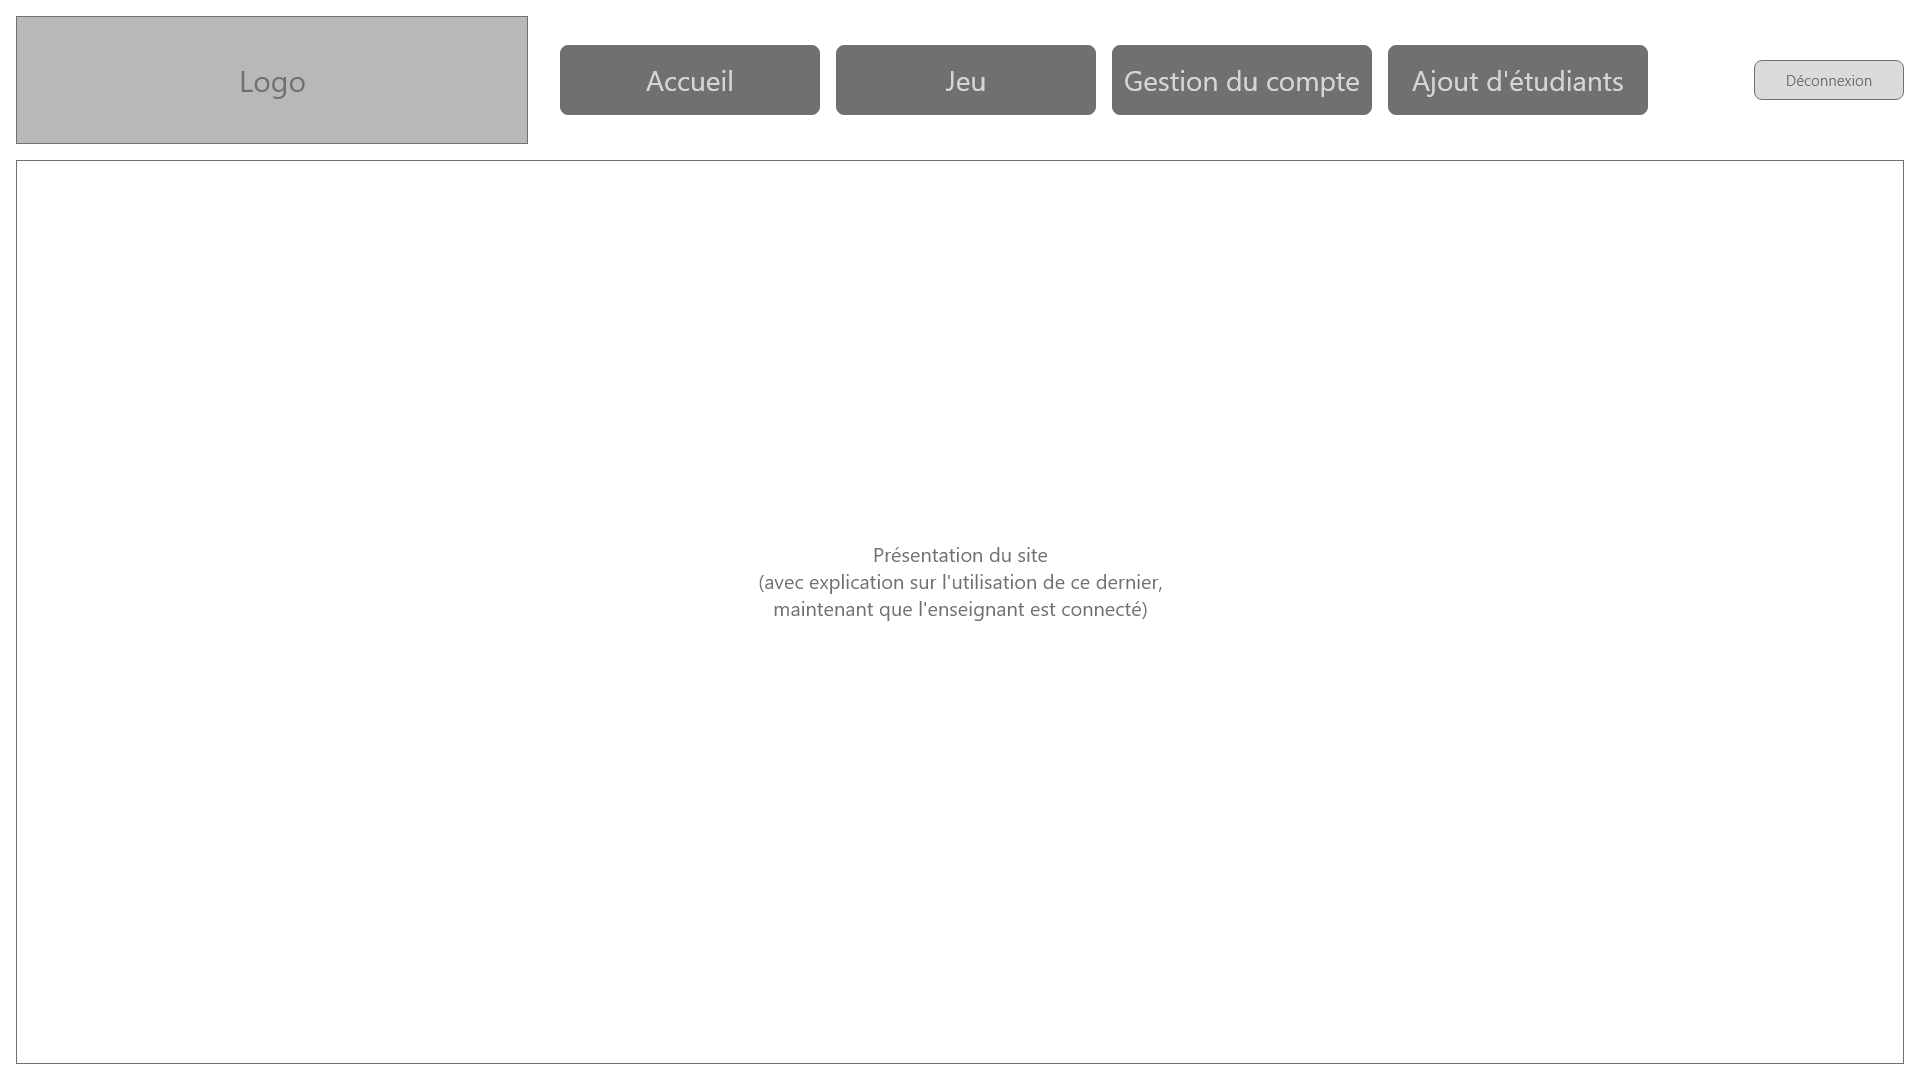 Logo
Accueil
Jeu
Gestion du compte
Ajout d'étudiants
Déconnexion
Présentation du site
(avec explication sur l'utilisation de ce dernier,
maintenant que l'enseignant est connecté)